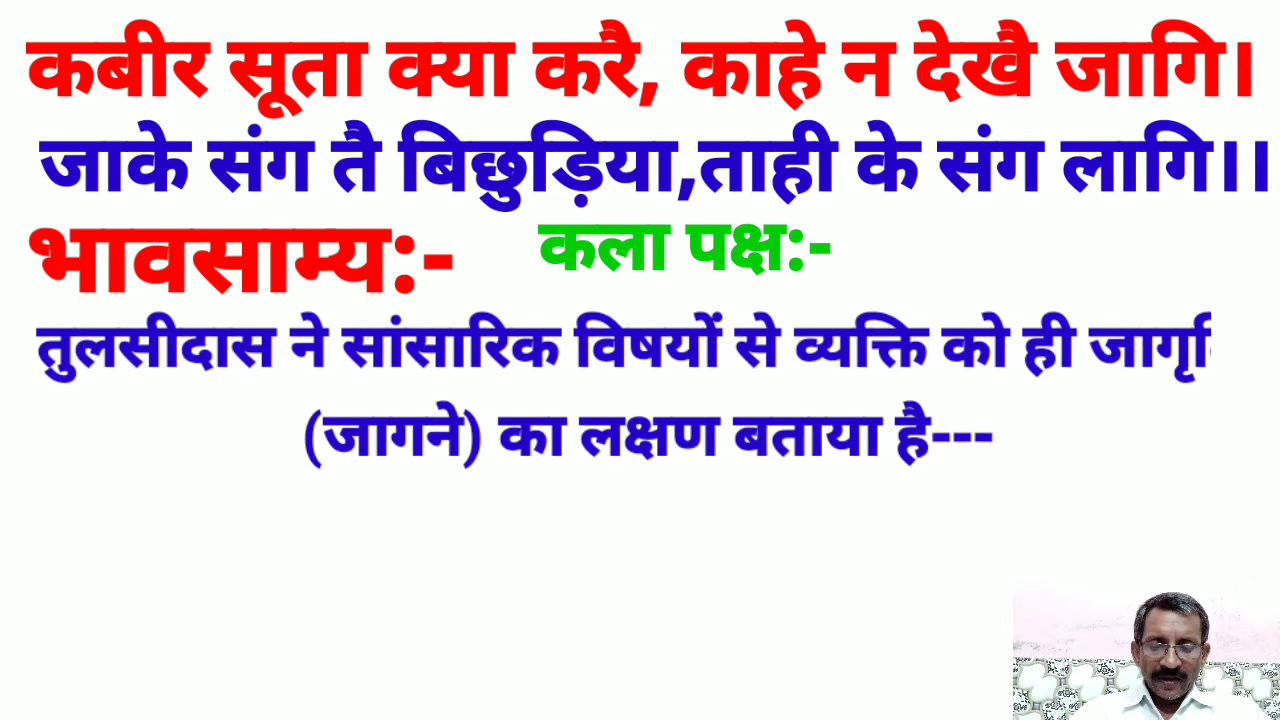 कबीर सूता क्या करै, काहे न देखै जागि।
जाके संग तै बिछुड़िया,ताही के संग लागि।।
भावसाम्य:- कला पक्ष:-
तुलसीदास ने सांसारिक विषयों से व्यक्ति को ही
(जागने) का लक्षण बताया है---